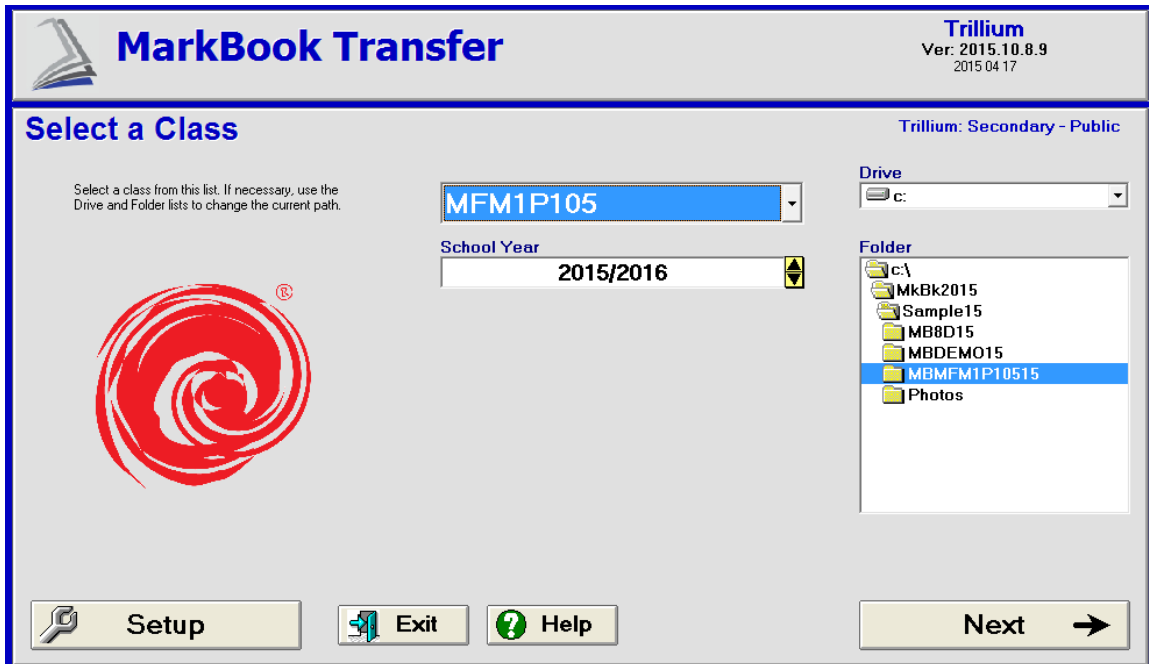 MarkBook Transfer
Trillium
Ver: 2015.10.8.9
2015 04 17
Select a Class
Trillium: Secondary - Public
Select a class from this list. If necessary, use the
Drive and Folder lists to change the current path.
MFM1P105
School Year
2015/2016
Drive
c:
Folder
c:\
MkBk2015
Sample15
MB8D15
MBDEMO15
MBMFM1P10515
Photos
®
Setup
Exit
Help
Next